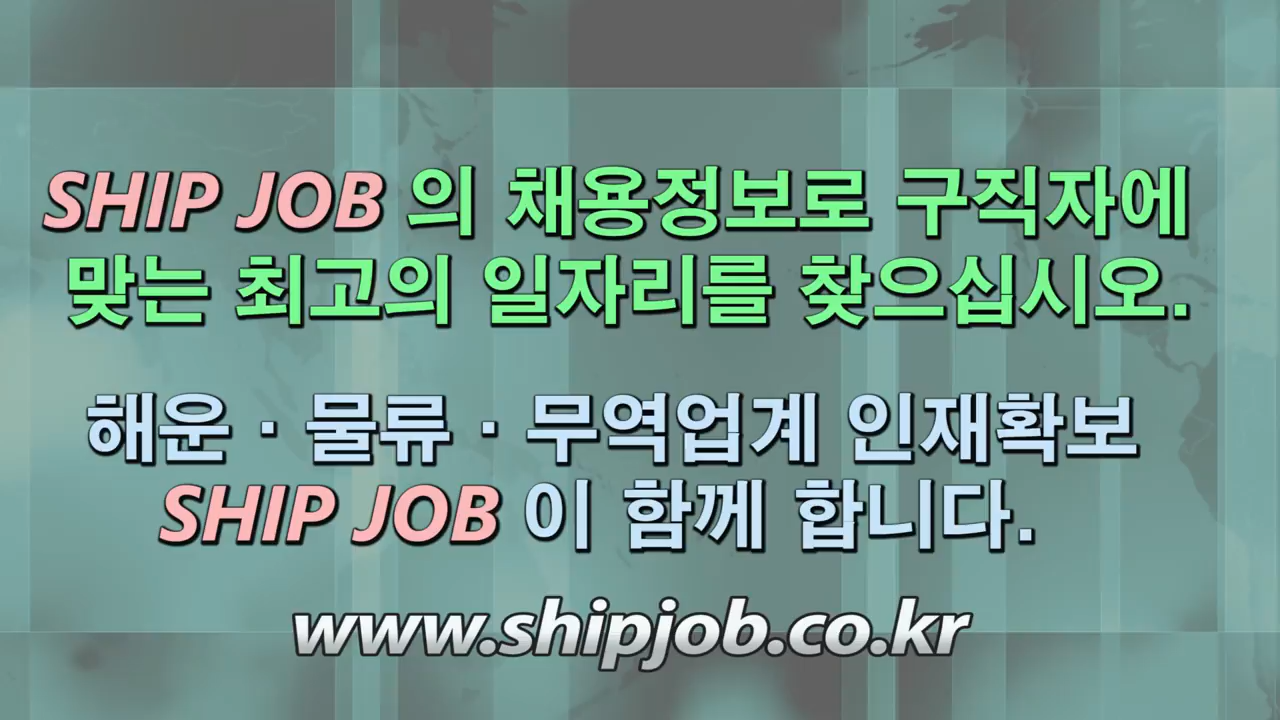 SHIP JOB 의 채용정보로 구직자에
맞는 최고의 일자리를 찾으십시오.
해운 · 물류 · 무역업계 인재확보
SHIP JOB 이 함께 합니다.
www.shipjob.co.kr